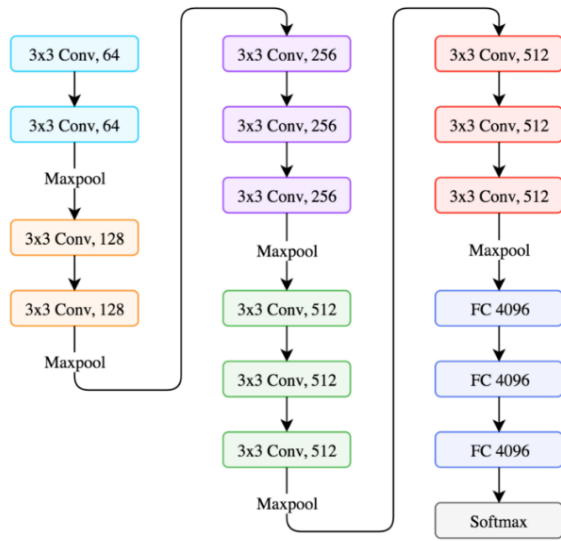 3x3 Conv, 64
3x3 Conv, 64
Maxpool
3x3 Conv, 128
3x3 Conv, 128
Maxpool
3x3 Conv, 256
3x3 Conv, 256
3x3 Conv, 256
Maxpool
3x3 Conv, 512
3x3 Conv, 512
3x3 Conv, 512
Maxpool
3x3 Conv, 512
3x3 Conv, 512
3x3 Conv, 512
Maxpool
FC 4096
FC 4096
FC 4096
Softmax